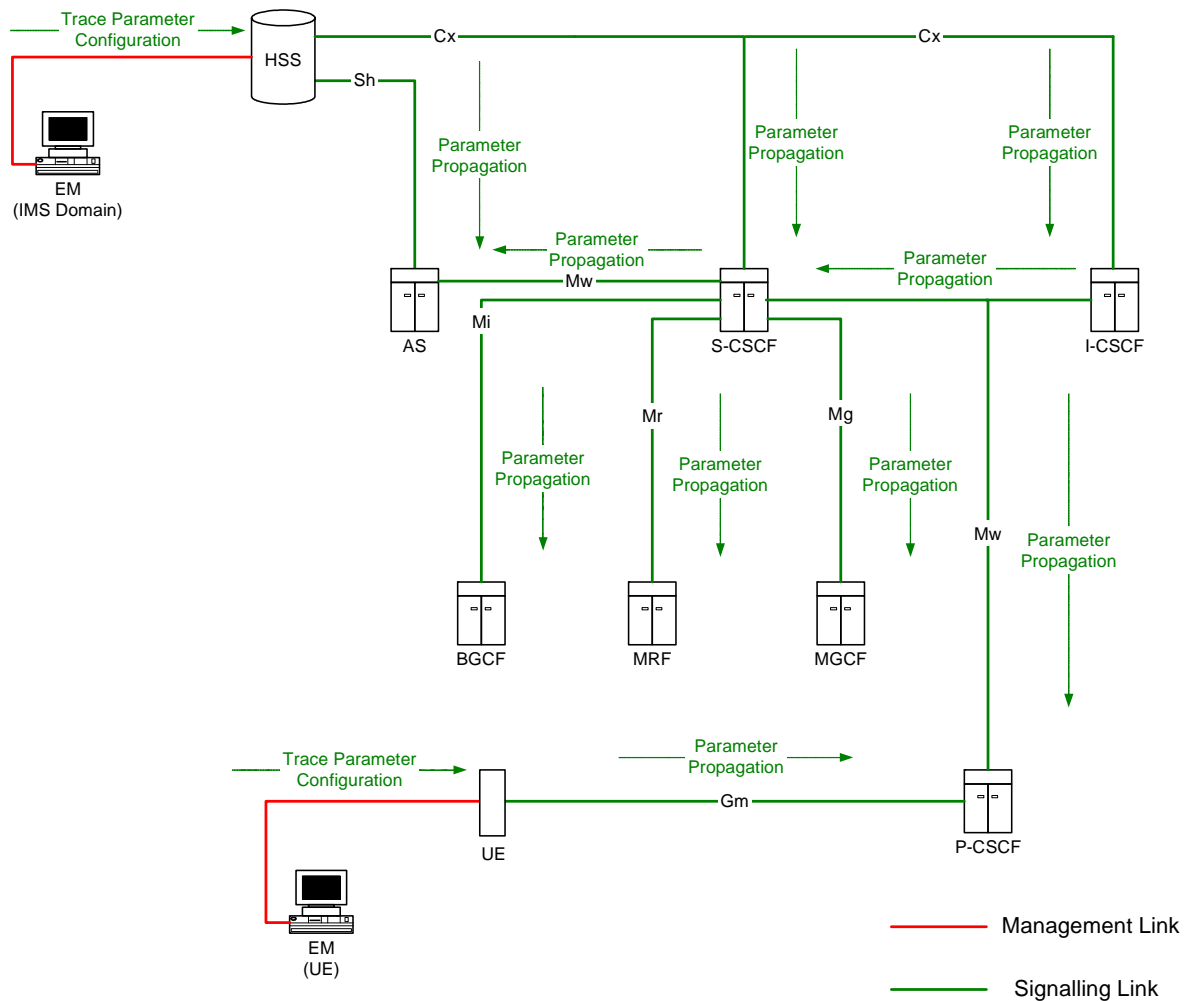 Trace Parameter
Configuration
HSS
Cx
Cx
Sh
Parameter
Propagation
Parameter
Propagation
Parameter
Propagation
EM
(IMS Domain)
Parameter
Propagation
Parameter
Propagation
Mw
Mi
AS
S-CSCF
I-CSCF
Mr
Mg
Parameter
Propagation
Parameter
Propagation
Parameter
Propagation
Mw
Parameter
Propagation
BGCF
MRF
MGCF
Trace Parameter
Configuration
Parameter
Propagation
Gm
UE
P-CSCF
EM
(UE)
Management Link
Signalling Link